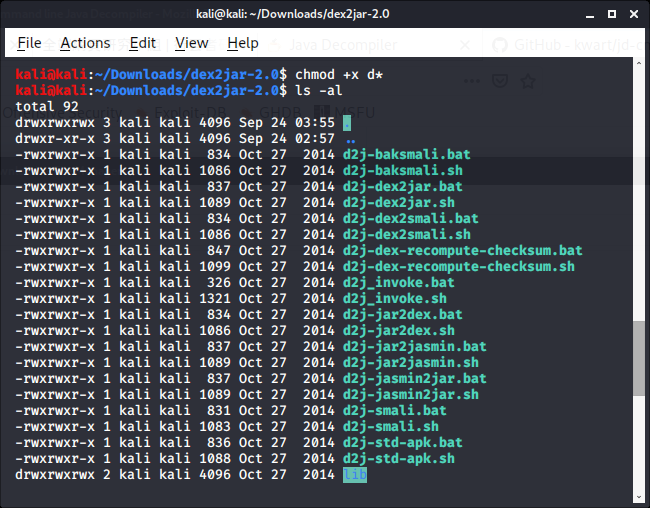 kali@kali: ~/Downloads/dex2jar-2.0
File Actions Edit View Help
Java Decompiler
GitHub - kwart/jd-c
kali@kali:~/Downloads/dex2jar-2.0$ chmod +x d*
kali@kali:~/Downloads/dex2jar-2.0$ ls -al
total 92
drwxrwxrwx 3 kali kali 4096 Sep 24 03:55 .
drwxr-xr-x 3 kali kali 4096 Sep 24 02:57 ..
-rwxrwxr-x 1 kali kali  834 Oct 27  2014 d2j-baksmali.bat
-rwxrwxr-x 1 kali kali 1086 Oct 27  2014 d2j-baksmali.sh
-rwxrwxr-x 1 kali kali  837 Oct 27  2014 d2j-dex2jar.bat
-rwxrwxr-x 1 kali kali 1089 Oct 27  2014 d2j-dex2jar.sh
-rwxrwxr-x 1 kali kali  834 Oct 27  2014 d2j-dex2smali.bat
-rwxrwxr-x 1 kali kali 1086 Oct 27  2014 d2j-dex2smali.sh
-rwxrwxr-x 1 kali kali  847 Oct 27  2014 d2j-dex-recompute-checksum.bat
-rwxrwxr-x 1 kali kali 1099 Oct 27  2014 d2j-dex-recompute-checksum.sh
-rwxrwxr-x 1 kali kali  326 Oct 27  2014 d2j_invoke.bat
-rwxrwxr-x 1 kali kali 1321 Oct 27  2014 d2j_invoke.sh
-rwxrwxr-x 1 kali kali  834 Oct 27  2014 d2j-jar2dex.bat
-rwxrwxr-x 1 kali kali 1086 Oct 27  2014 d2j-jar2dex.sh
-rwxrwxr-x 1 kali kali  837 Oct 27  2014 d2j-jar2jasmin.bat
-rwxrwxr-x 1 kali kali 1089 Oct 27  2014 d2j-jar2jasmin.sh
-rwxrwxr-x 1 kali kali  837 Oct 27  2014 d2j-jasmin2jar.bat
-rwxrwxr-x 1 kali kali 1089 Oct 27  2014 d2j-jasmin2jar.sh
-rwxrwxr-x 1 kali kali  831 Oct 27  2014 d2j-smali.bat
-rwxrwxr-x 1 kali kali 1083 Oct 27  2014 d2j-smali.sh
-rwxrwxr-x 1 kali kali  836 Oct 27  2014 d2j-std-apk.bat
-rwxrwxr-x 1 kali kali 1088 Oct 27  2014 d2j-std-apk.sh
drwxrwxrwx 2 kali kali 4096 Oct 27  2014 lib